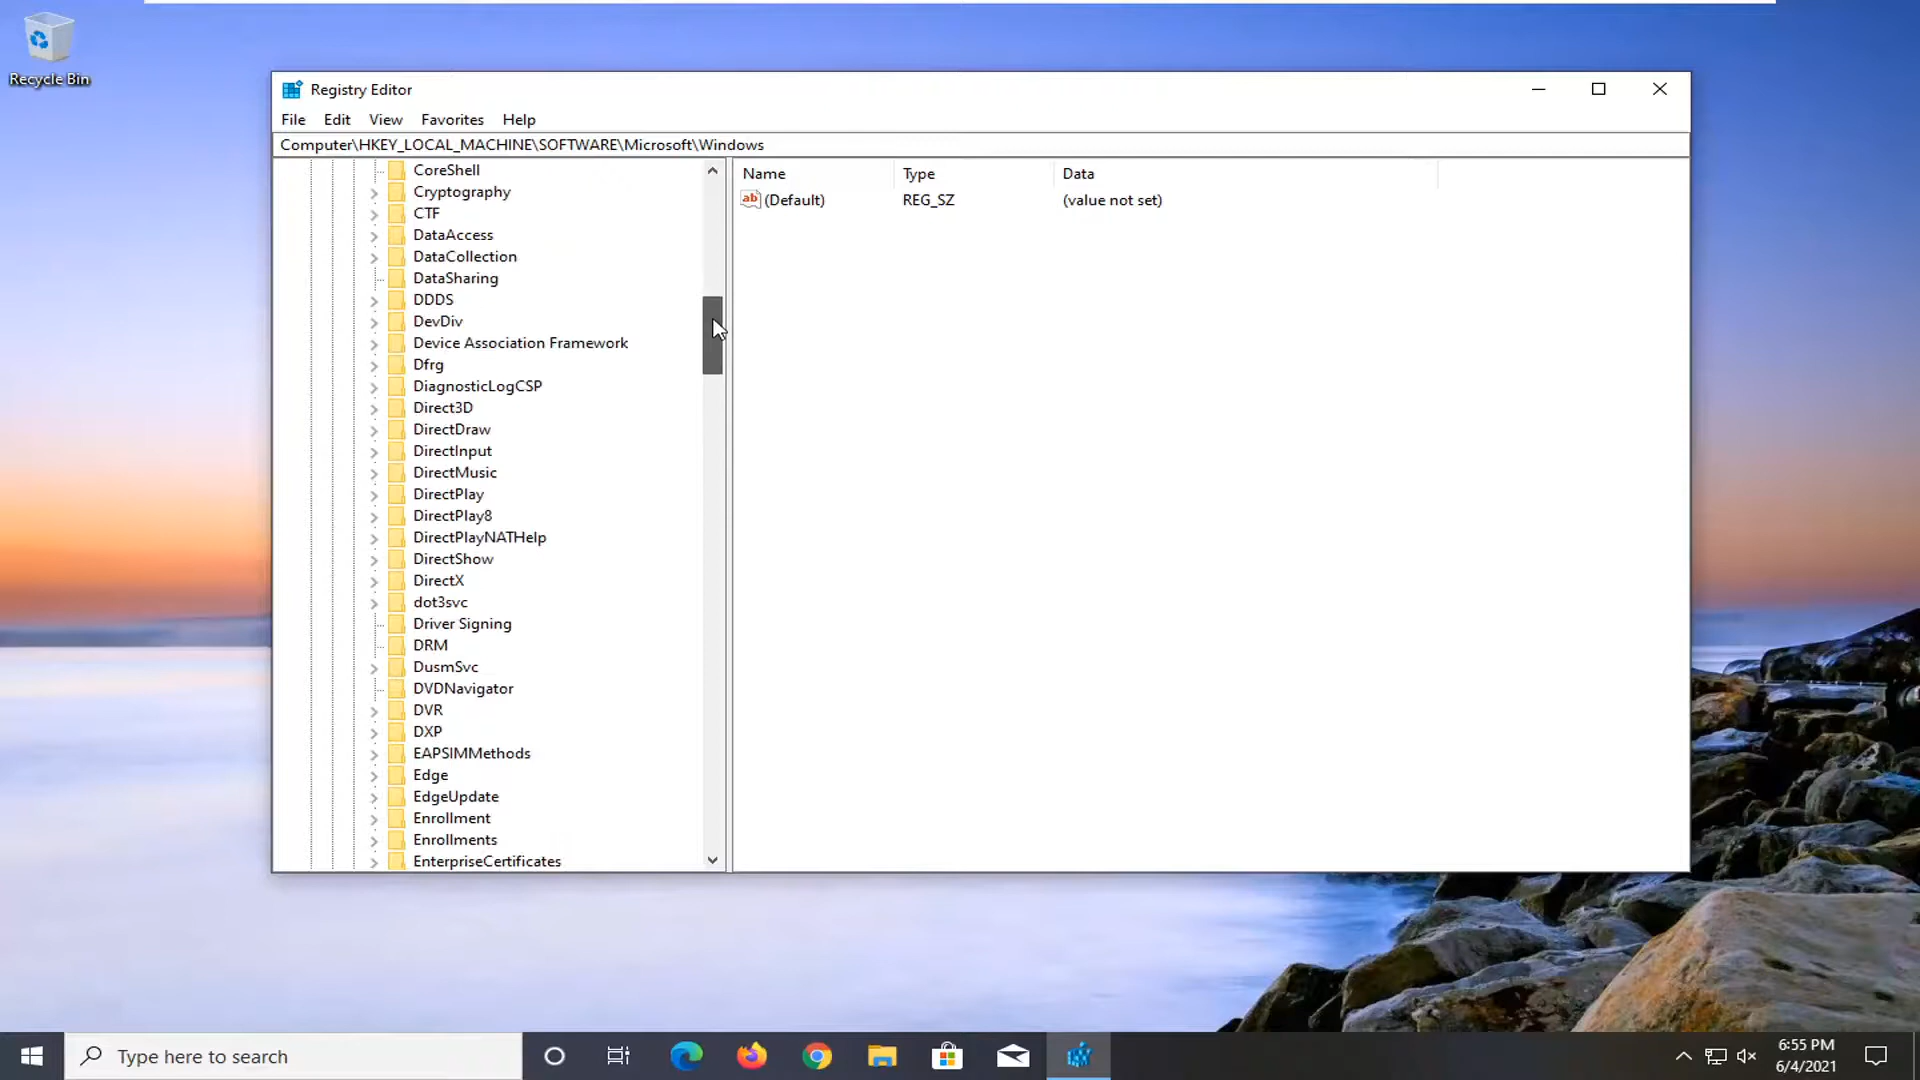 Recycle Bin
Registry Editor
File Edit View Favorites Help
Computer\HKEY_LOCAL_MACHINE\SOFTWARE\Microsoft\Windows
Name Type Data
ab (Default) REG_SZ (value not set)
CoreShell
Cryptography
CTF
DataAccess
DataCollection
DataSharing
DDDS
DevDiv
Device Association Framework
Dfrg
DiagnosticLogCSP
Direct3D
DirectDraw
DirectInput
DirectMusic
DirectPlay
DirectPlay8
DirectPlayNATHelp
DirectShow
DirectX
dot3svc
Driver Signing
DRM
DusmSvc
DVDNavigator
DVR
DXP
EAPSIMMethods
Edge
EdgeUpdate
Enrollment
Enrollments
EnterpriseCertificates
Type here to search
6:55 PM
6/4/2021